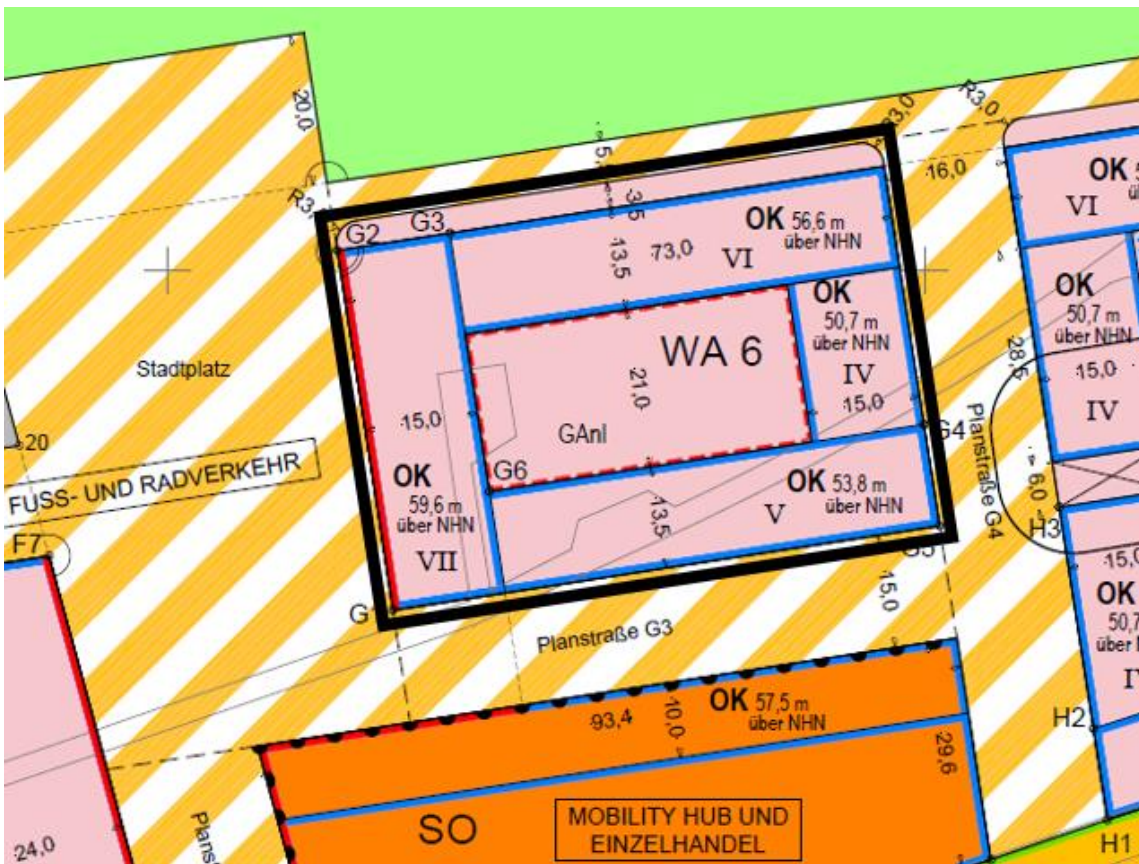 20,0
R3,0
R3,0
5,
3,5
16,0
R3,
G2
G3
OK 56,6 m
über NHN
VI
73,0
13,5
VI
OK
50,7 m
über NHN
IV
15,0
OK
50,7 m
über NHN
15,0
IV
28,5
Stadtplatz
WA 6
21,0
15,0
GAnl
G4
Planstraße G4
20
FUSS- UND RADVERKEHR
OK
59,6 m
über NHN
VII
G6
OK 53,8 m
über NHN
V
13,5
6,0
H3
F7
G
15,0
15,0
OK
Planstraße G3
OK 57,5 m
über NHN
93,4
10,0
29,6
H2
SO
MOBILITY HUB UND
EINZELHANDEL
24,0
H1